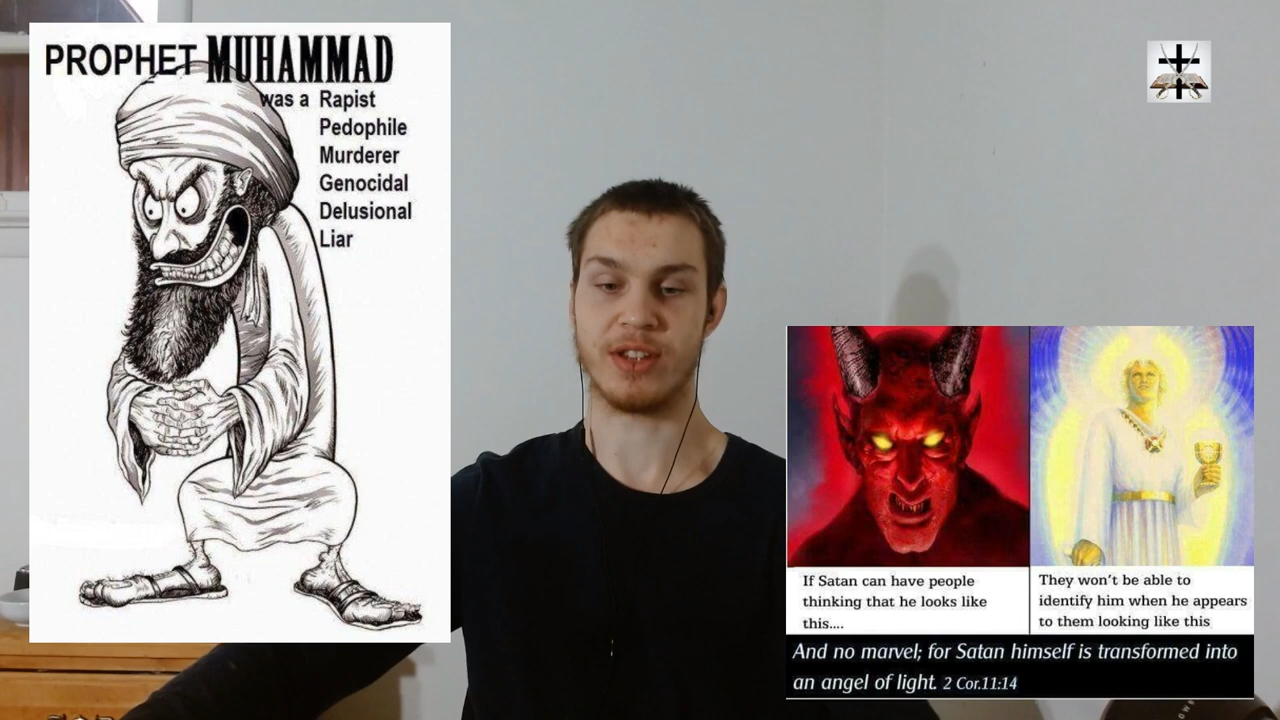 PROPHET MUHAMMAD
was a Rapist
Pedophile
Murderer
Genocidal
Delusional
Liar
If Satan can have people
thinking that he looks like
this....
They won't be able to
identify him when he appears
to them looking like this
And no marvel; for Satan himself is transformed into
an angel of light. 2 Cor.11:14